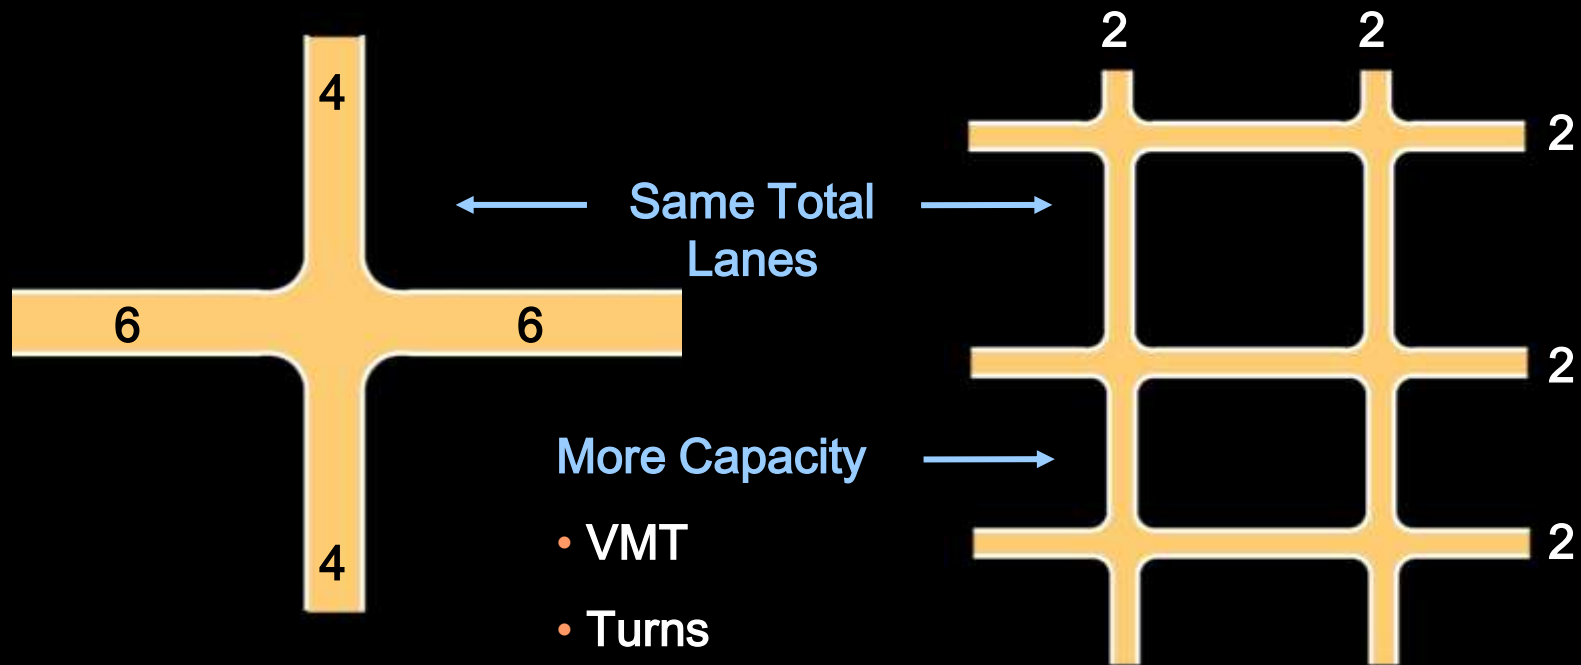 4
6 6
4
Same Total
Lanes
More Capacity
• VMT
• Turns
2 2
2
2
2